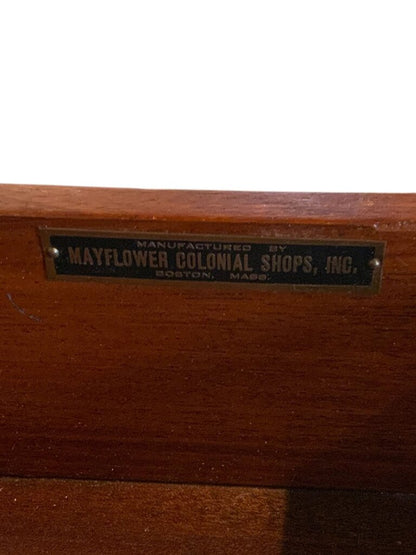 MANUFACTURED BY
MAYFLOWER COLONIAL SHOPS, INC.
BOSTON, MASS.